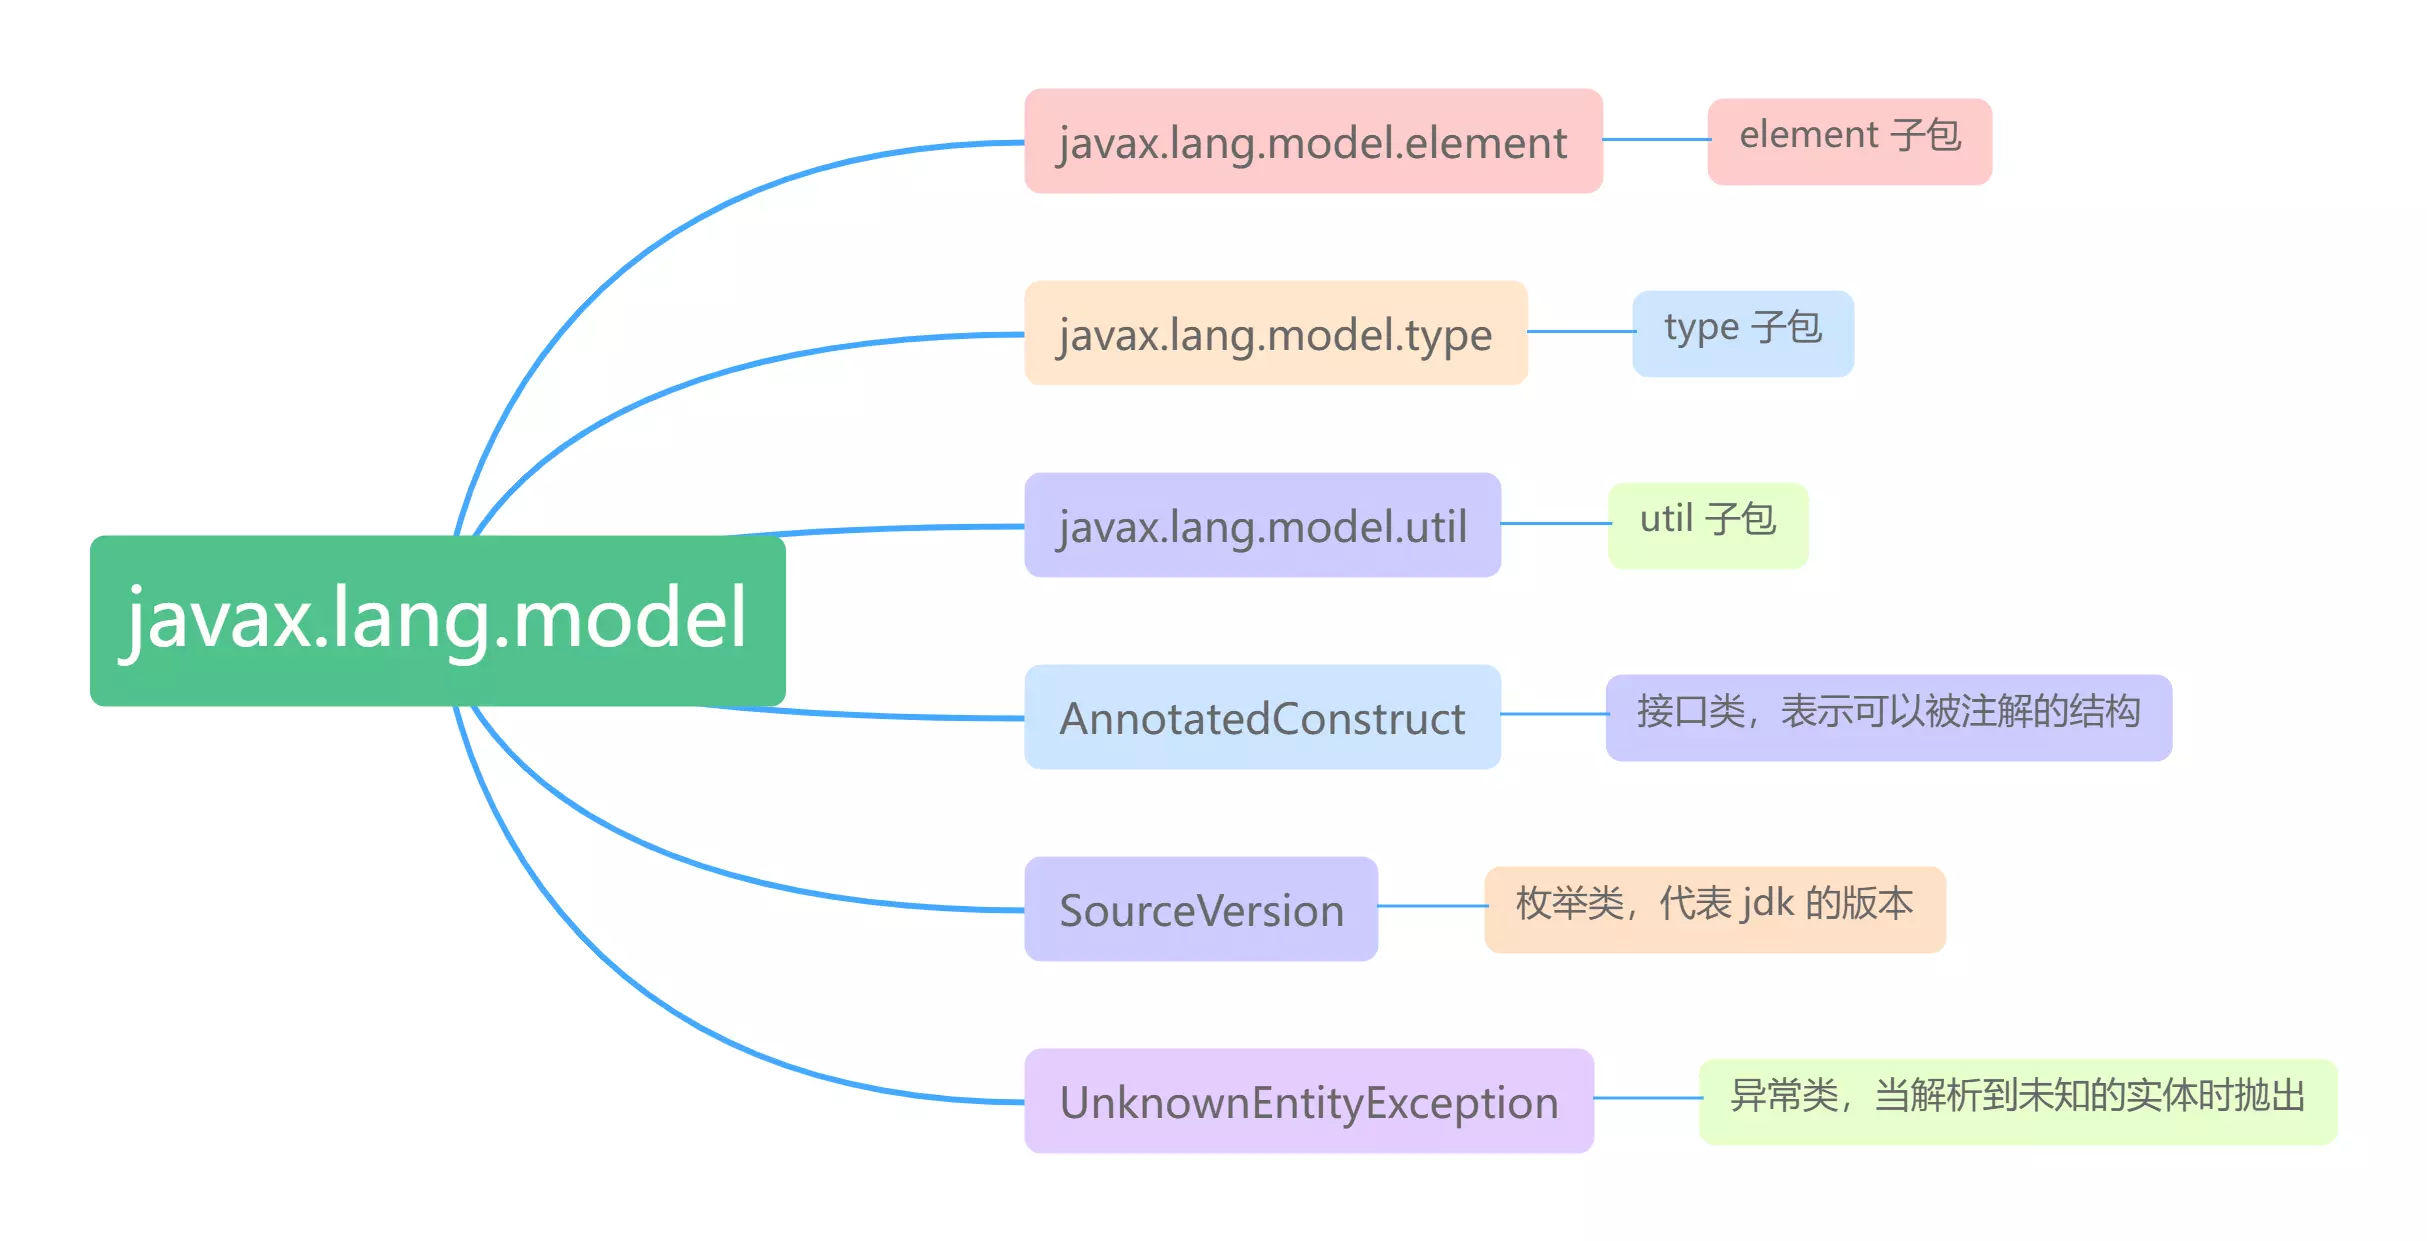 javax.lang.model
javax.lang.model.element
element 子包
javax.lang.model.type
type 子包
javax.lang.model.util
util 子包
AnnotatedConstruct
接口类，表示可以被注解的结构
SourceVersion
枚举类，代表 jdk 的版本
UnknownEntityException
异常类，当解析到未知的实体时抛出